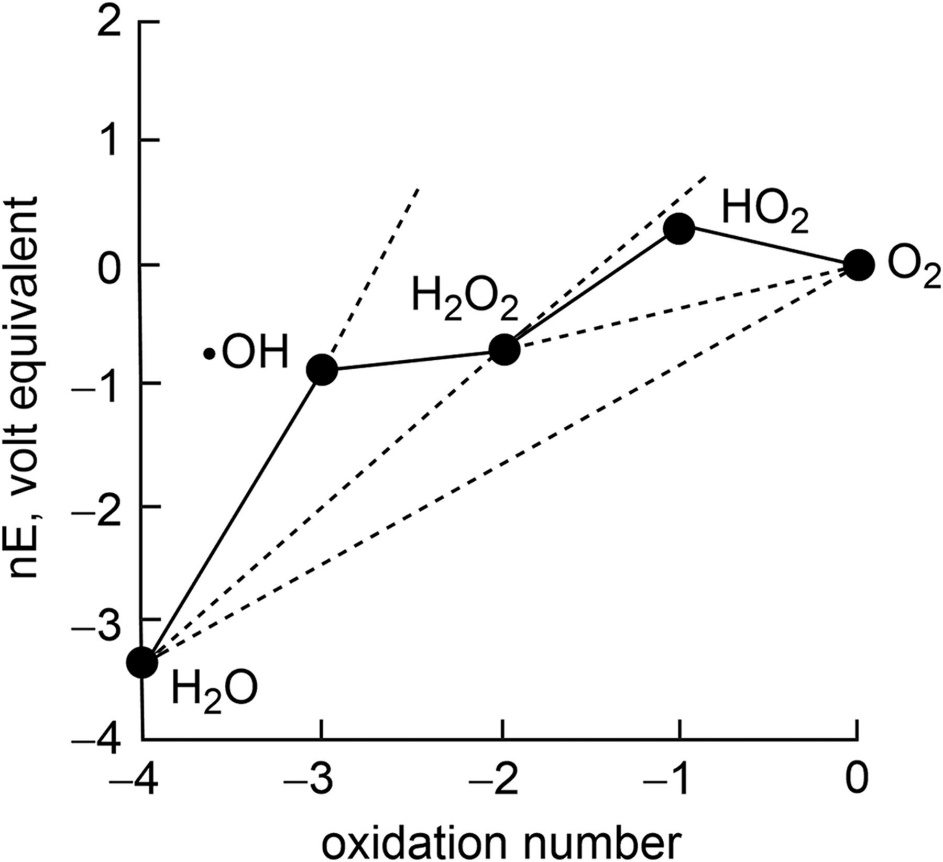 2
1
0
–1
–2
–3
–4
nE, volt equivalent
HO₂
O₂
H₂O₂
•OH
H₂O
–4 –3 –2 –1 0
oxidation number